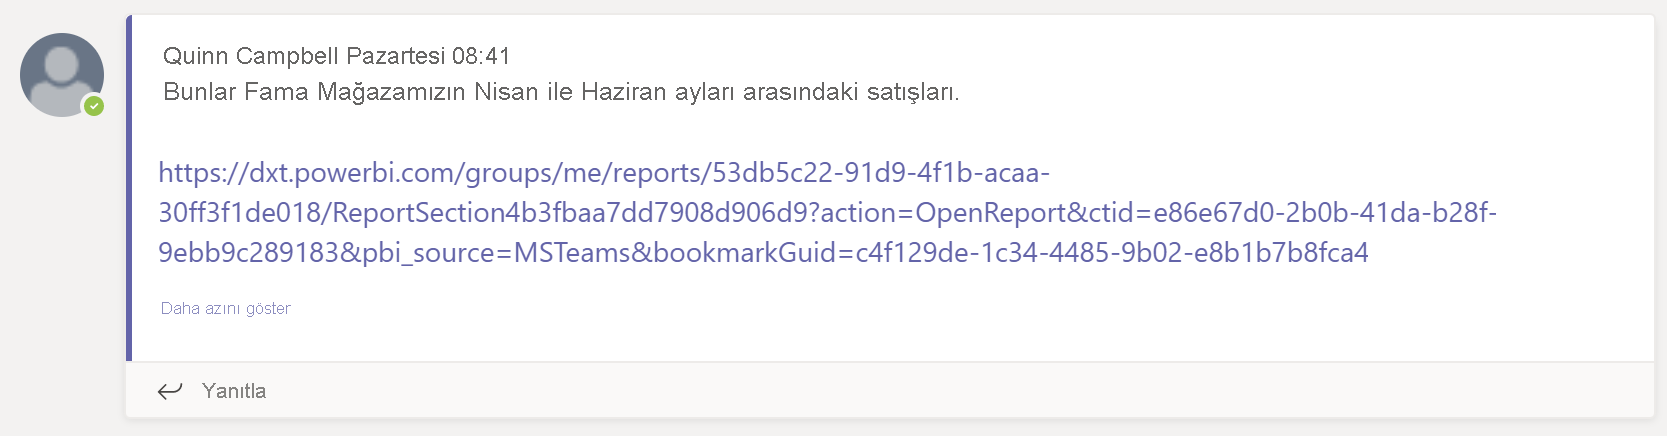 Quinn Campbell Pazartesi 08:41
Bunlar Fama Mağazamızın Nisan ile Haziran ayları arasındaki satışları.
https://dxt.powerbi.com/groups/me/reports/53db5c22-91d9-4f1b-acaa-
30ff3f1de018/ReportSection4b3fbaa7dd7908d906d9?action=OpenReport&ctid=e86e67d0-2b0b-41da-b28f-
9ebb9c289183&pbi_source=MSTeams&bookmarkGuid=c4f129de-1c34-4485-9b02-e8b1b7b8fca4
Daha azını göster
Yanıtla